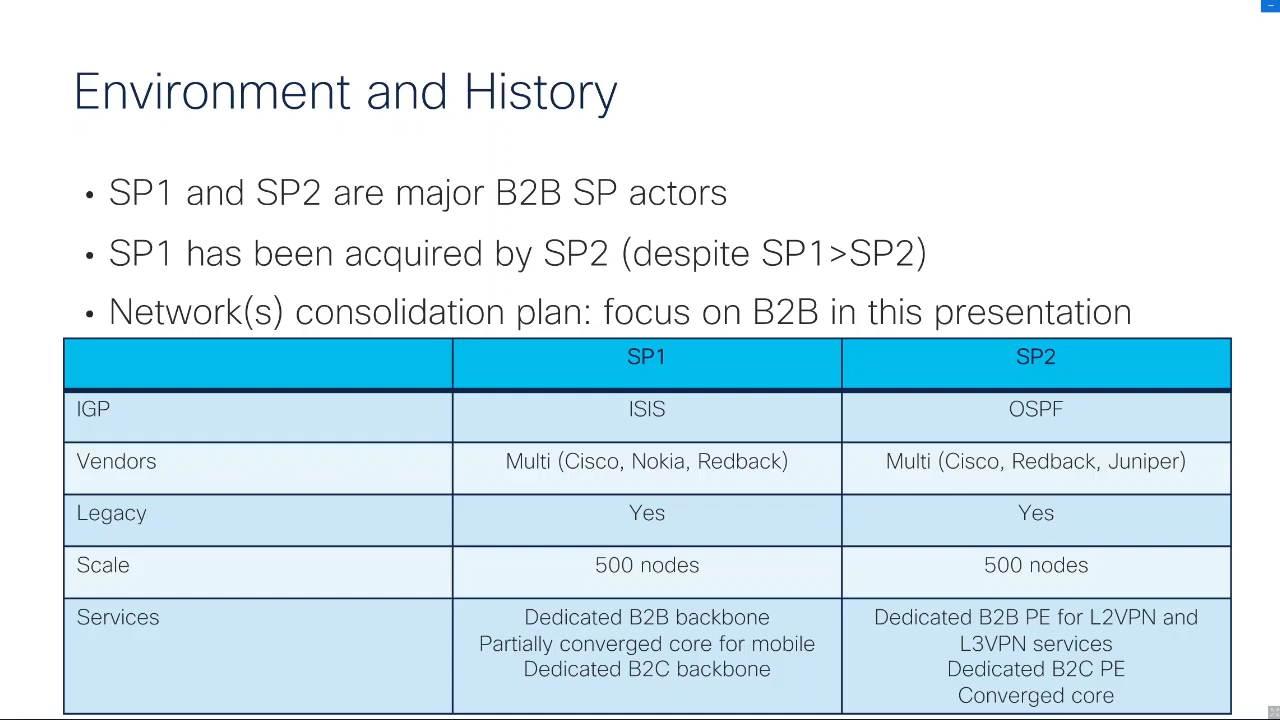 Environment and History
• SP1 and SP2 are major B2B SP actors
• SP1 has been acquired by SP2 (despite SP1>SP2)
• Network(s) consolidation plan: focus on B2B in this presentation
SP1 SP2
IGP ISIS OSPF
Vendors Multi (Cisco, Nokia, Redback) Multi (Cisco, Redback, Juniper)
Legacy Yes Yes
Scale 500 nodes 500 nodes
Services Dedicated B2B backbone Dedicated B2B PE for L2VPN and
Partially converged core for mobile L3VPN services
Dedicated B2C backbone Dedicated B2C PE
Converged core